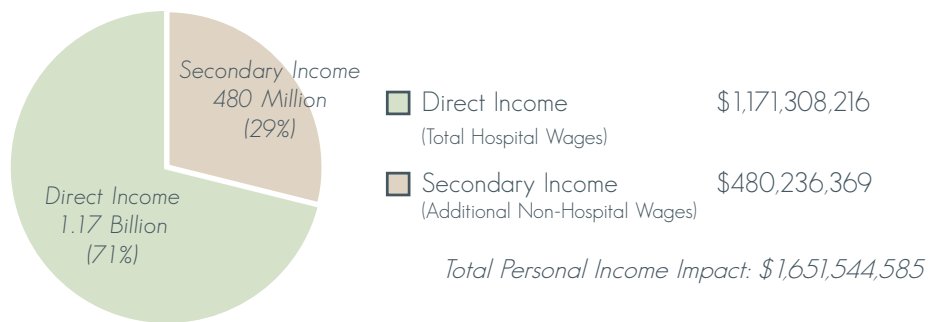 Secondary Income
480 Million
(29%)
Direct Income
1.17 Billion
(71%)
Direct Income $1,171,308,216
(Total Hospital Wages)
Secondary Income $480,236,369
(Additional Non-Hospital Wages)
Total Personal Income Impact: $1,651,544,585